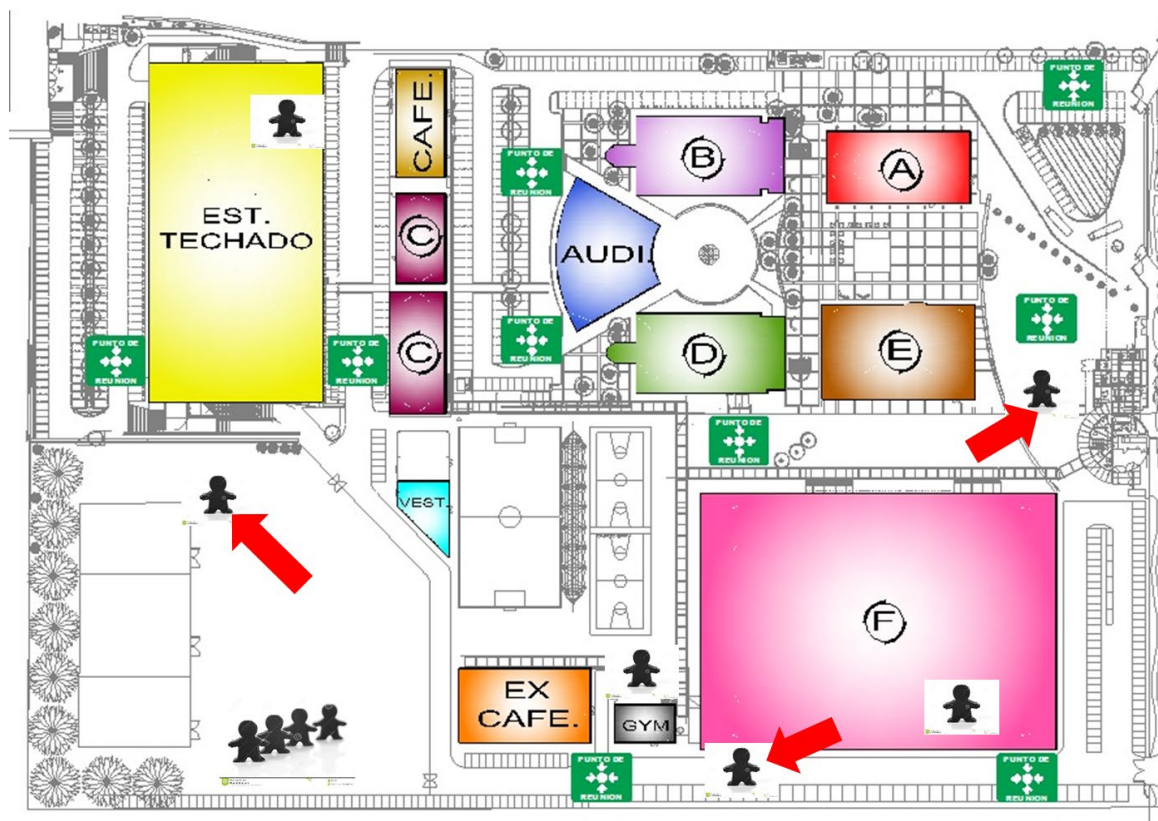 PUNTO DE
REUNION
CAFE.
B
A
PUNTO DE
REUNION
C
EST.
TECHADO
AUDI.
PUNTO DE
REUNION
PUNTO DE
REUNION
PUNTO DE
REUNION
PUNTO DE
REUNION
C
D
E
PUNTO DE
REUNION
VEST.
F
EX
CAFE.
GYM
PUNTO DE
REUNION
PUNTO DE
REUNION